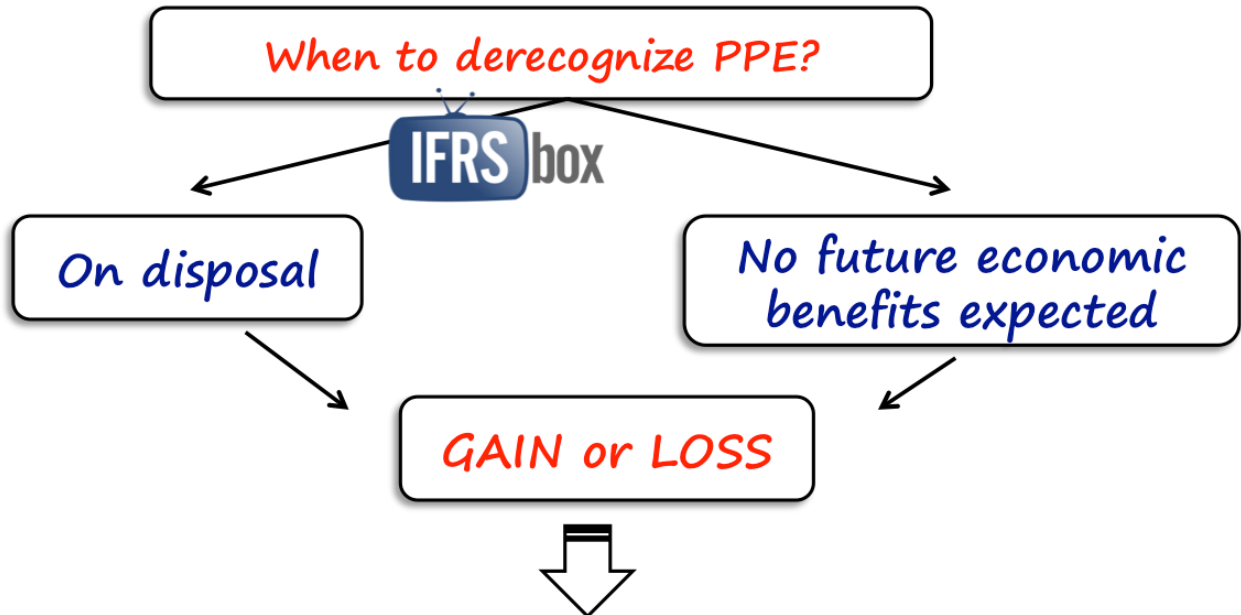 When to derecognize PPE?
IFRS box
On disposal
No future economic
benefits expected
GAIN or LOSS